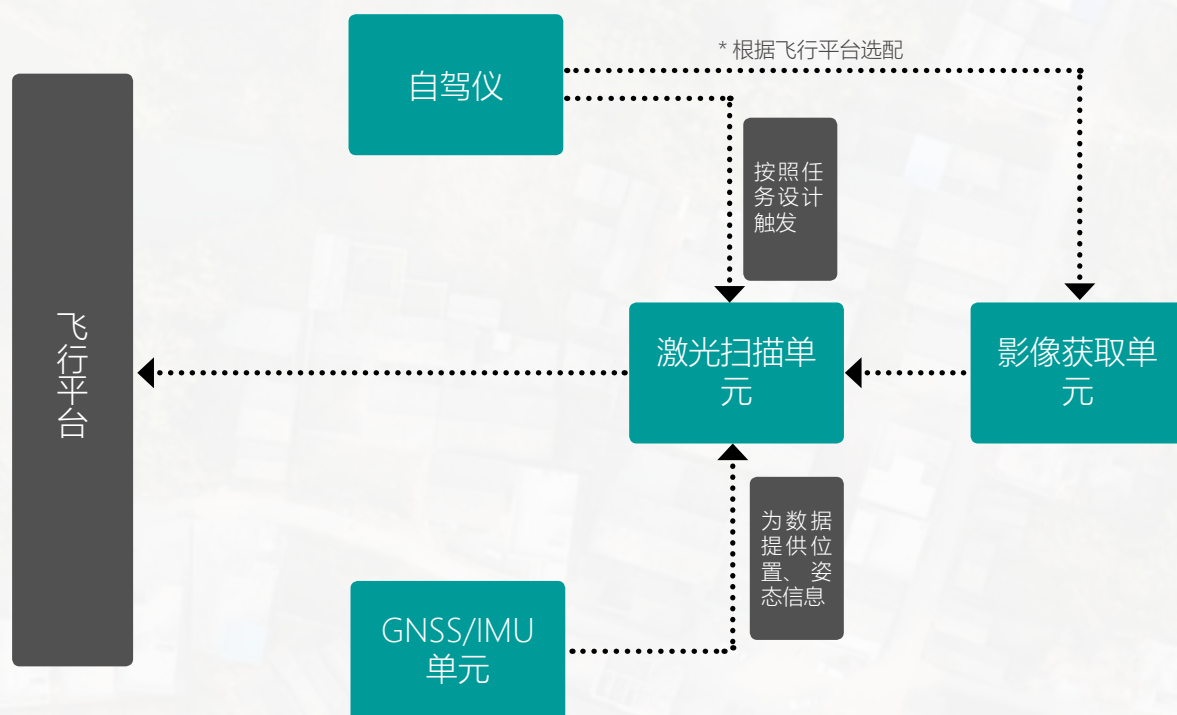 * 根据飞行平台选配
自驾仪
按照任
务设计
触发
飞行平台
激光扫描单
元
影像获取单
元
为数据
提供位
置、姿
态信息
GNSS/IMU
单元